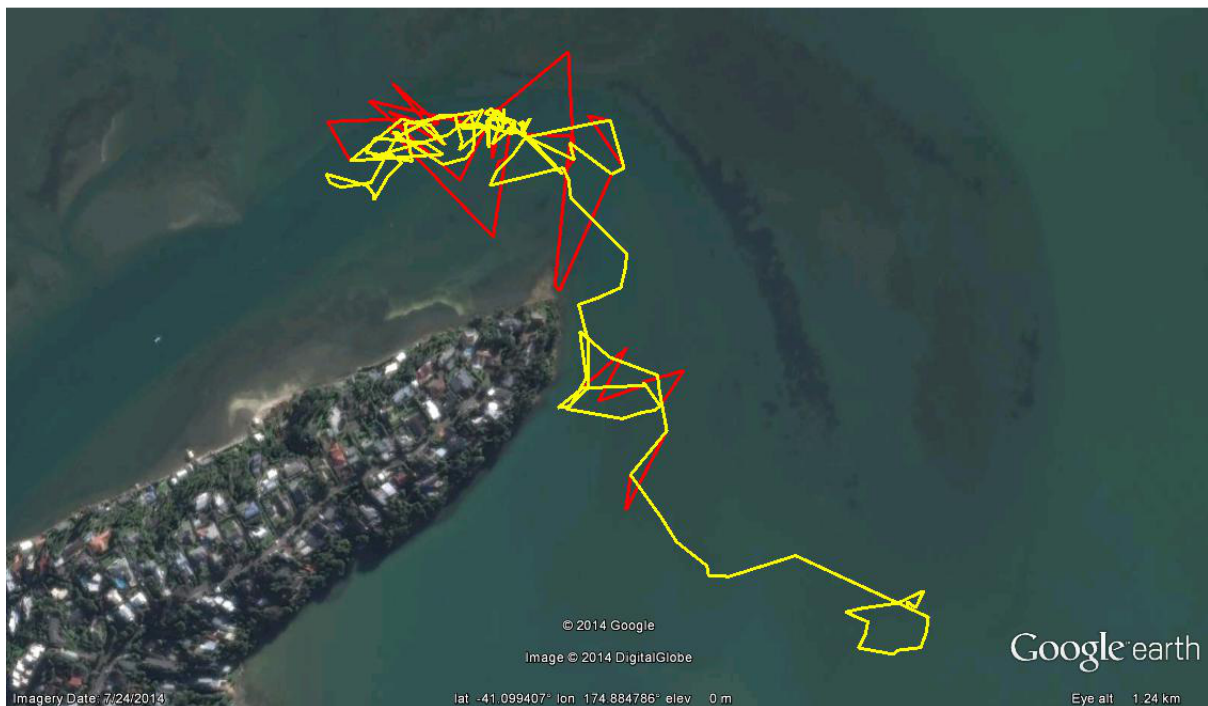 © 2014 Google
Image © 2014 DigitalGlobe
Google earth
Imagery Date: 7/24/2014 lat -41.099407° lon 174.884786° elev 0 m Eye alt 1.24 km